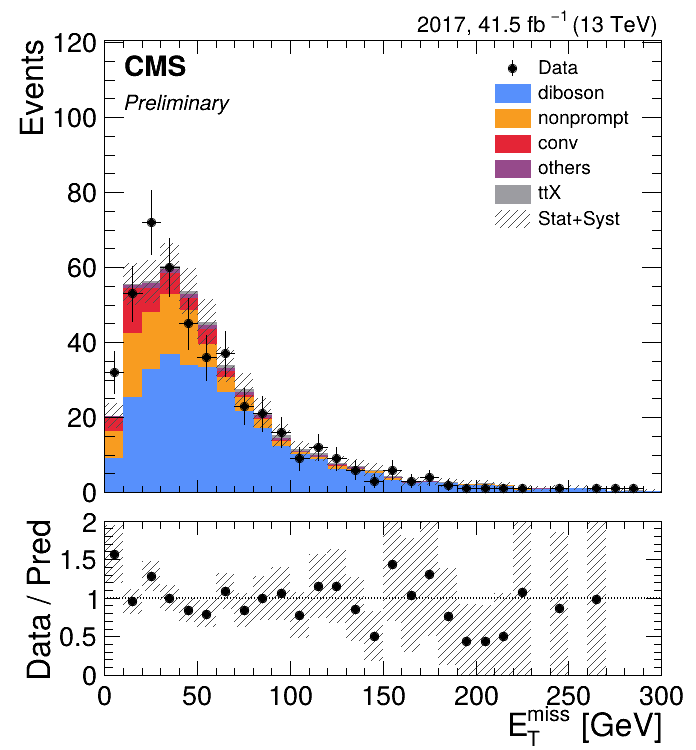 2017, 41.5 fb⁻¹ (13 TeV)
CMS
Preliminary
Events
120
100
80
60
40
20
0
Data
diboson
nonprompt
conv
others
ttX
Stat+Syst
Data / Pred
2
1.5
1
0.5
0
0 50 100 150 200 250 300
E_T^miss [GeV]